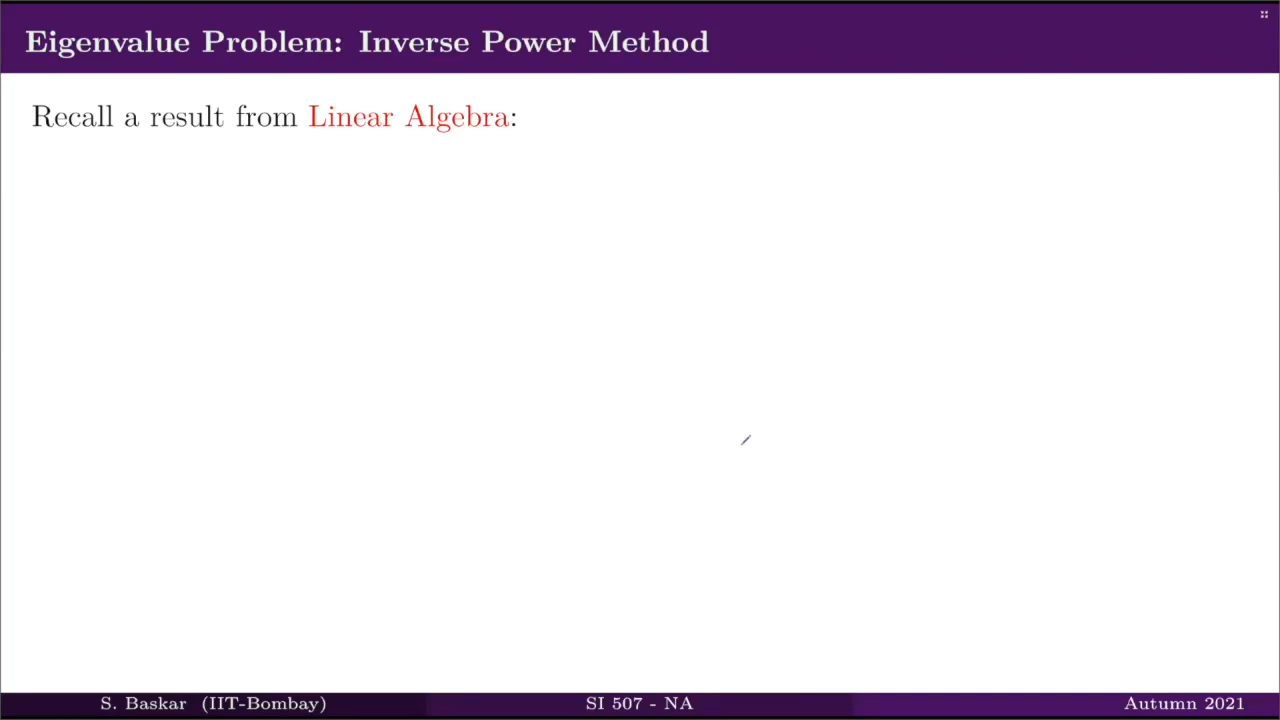 Eigenvalue Problem: Inverse Power Method
Recall a result from Linear Algebra:
S. Baskar (IIT-Bombay) SI 507 - NA Autumn 2021